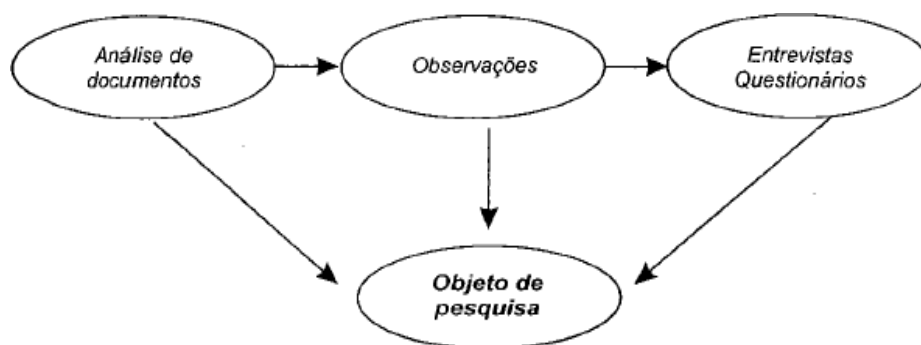 Análise de
documentos
Observações
Entrevistas
Questionários
Objeto de
pesquisa